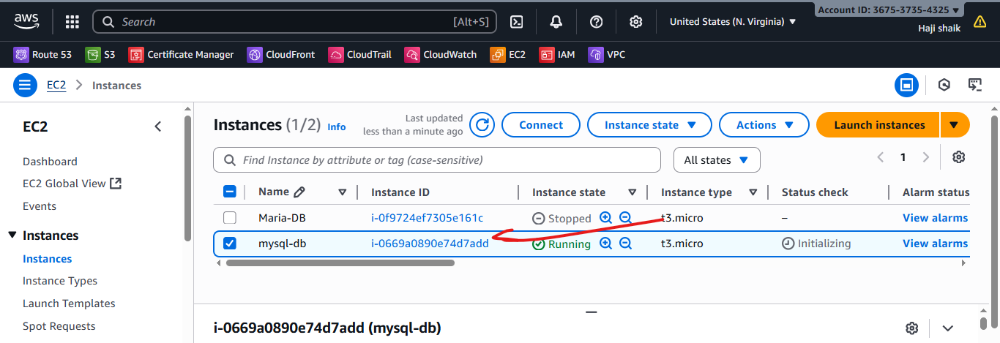 aws Search [Alt+S] United States (N. Virginia) ▼ Account ID: 3675-3735-4325 ▼
Haji shaik
Route 53 S3 Certificate Manager CloudFront CloudTrail CloudWatch EC2 IAM VPC
EC2 > Instances
EC2
Dashboard
EC2 Global View
Events
Instances
Instances
Instance Types
Launch Templates
Spot Requests
Instances (1/2) Info
Last updated
less than a minute ago
Connect Instance state Actions Launch instances
Find Instance by attribute or tag (case-sensitive) All states 1
Name Instance ID Instance state Instance type Status check Alarm status
Maria-DB i-0f9724ef7305e161c Stopped t3.micro – View alarms
mysql-db i-0669a0890e74d7add Running t3.micro Initializing View alarms
i-0669a0890e74d7add (mysql-db)